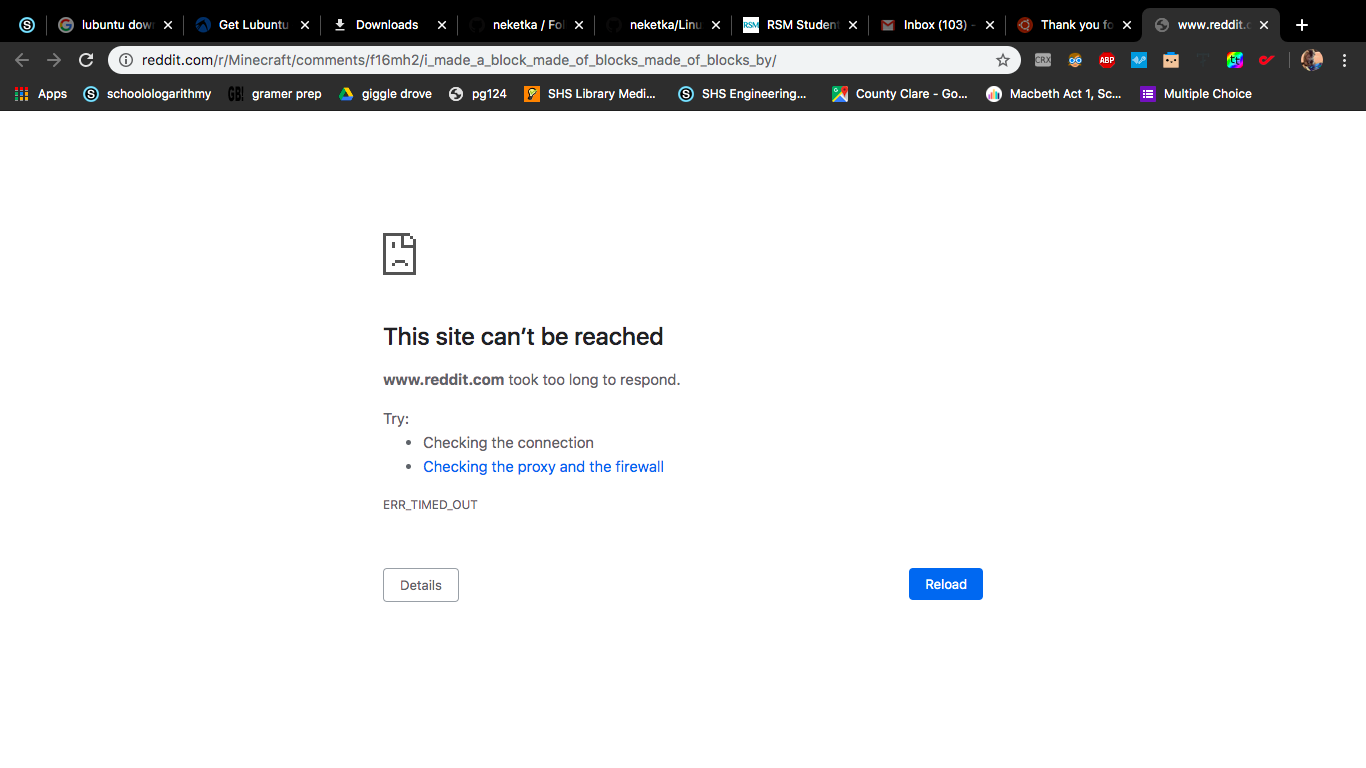 lubuntu dow
Get Lubuntu
Downloads
neketka / Fol
neketka/Linu
RSM
RSM Student
Inbox (103) -
Thank you fo
www.reddit.c
reddit.com/r/Minecraft/comments/f16mh2/i_made_a_block_made_of_blocks_made_of_blocks_by/
CRX
ABP
Apps
schoolologarithmy
GB!
gramer prep
giggle drove
pg124
SHS Library Medi...
SHS Engineering...
County Clare - Go...
Macbeth Act 1, Sc...
Multiple Choice
This site can’t be reached
www.reddit.com took too long to respond.
Try:
• Checking the connection
• Checking the proxy and the firewall
ERR_TIMED_OUT
Details
Reload